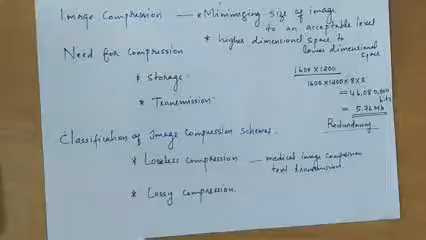 Image Compression — * Minimizing size of image
to an acceptable level
* higher dimensional space to
lower dimensional
space
Need for compression
* Storage
* Transmission
1600 X 1200
1600 X 1200 X 8 X 3
= 46,080,000
bits
= 5.76 Mb
Redundancy
Classification of Image Compression Schemes.
* Loseless compression — medical image compression
text transmission
* Lossy compression.